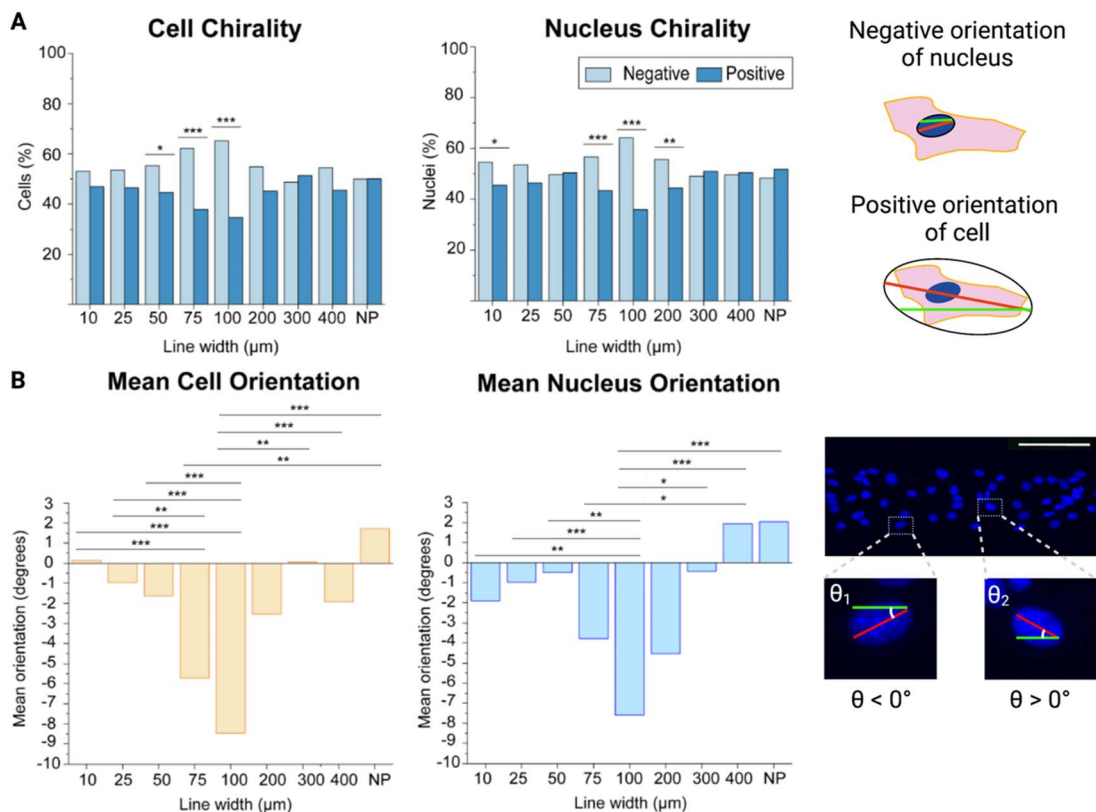 A
Cell Chirality
Cells (%)
100
80
60
40
20
*
***
***
10 25 50 75 100 200 300 400 NP
Line width (µm)
Nucleus Chirality
Negative Positive
Nuclei (%)
100
80
60
40
20
*
***
***
**
10 25 50 75 100 200 300 400 NP
Line width (µm)
Negative orientation
of nucleus
Positive orientation
of cell
B
Mean Cell Orientation
***
***
**
**
***
***
**
***
***
Mean orientation (degrees)
3
2
1
0
-1
-2
-3
-4
-5
-6
-7
-8
-9
-10
10 25 50 75 100 200 300 400 NP
Line width (µm)
Mean Nucleus Orientation
***
***
*
*
**
***
**
Mean orientation (degrees)
3
2
1
0
-1
-2
-3
-4
-5
-6
-7
-8
-9
-10
10 25 50 75 100 200 300 400 NP
Line width (µm)
θ1
θ2
θ < 0°
θ > 0°